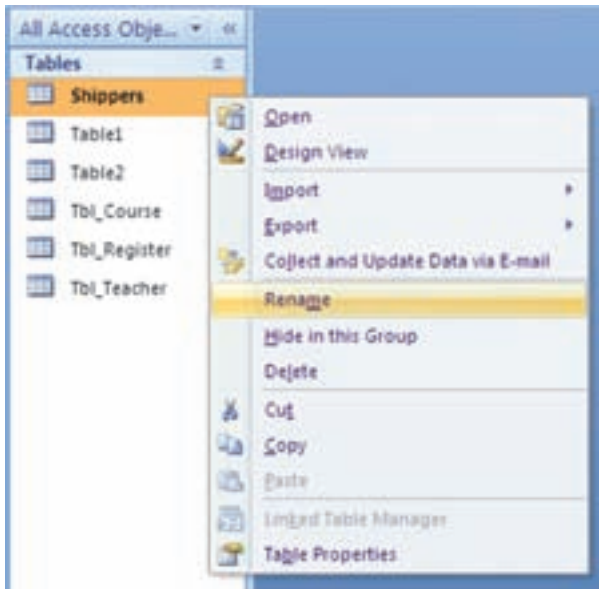 All Access Obje...
Tables
Shippers
Table1
Table2
Tbl_Course
Tbl_Register
Tbl_Teacher
Open
Design View
Import
Export
Collect and Update Data via E-mail
Rename
Hide in this Group
Delete
Cut
Copy
Paste
Linked Table Manager
Table Properties